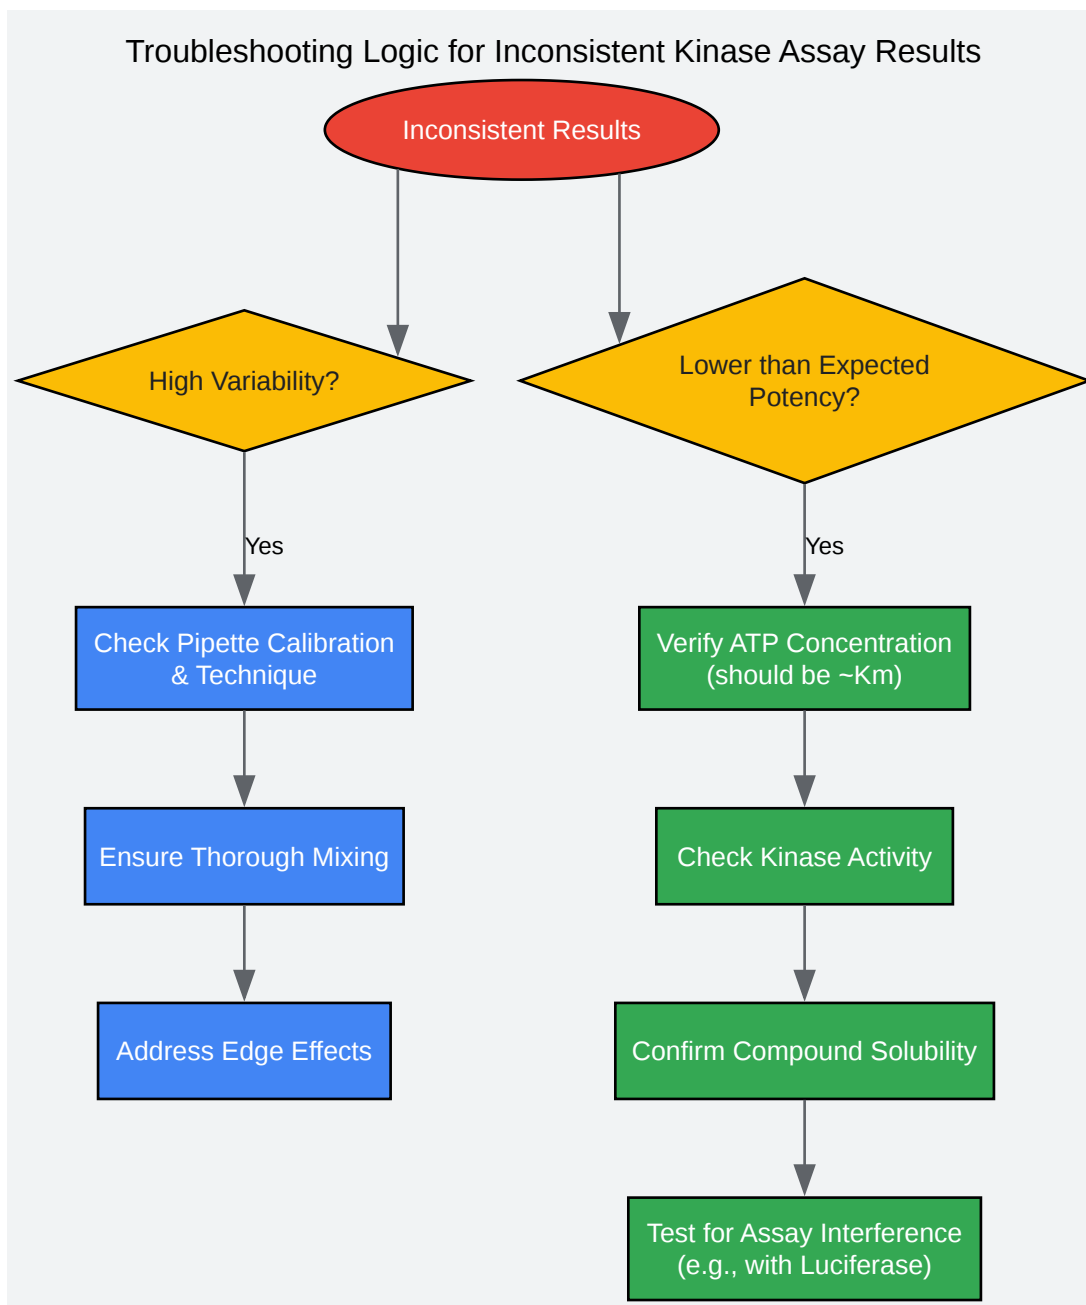 Troubleshooting Logic for Inconsistent Kinase Assay Results
Inconsistent Results
High Variability?
Lower than Expected
Potency?
Yes
Yes
Check Pipette Calibration
& Technique
Verify ATP Concentration
(should be ~Km)
Ensure Thorough Mixing
Check Kinase Activity
Address Edge Effects
Confirm Compound Solubility
Test for Assay Interference
(e.g., with Luciferase)